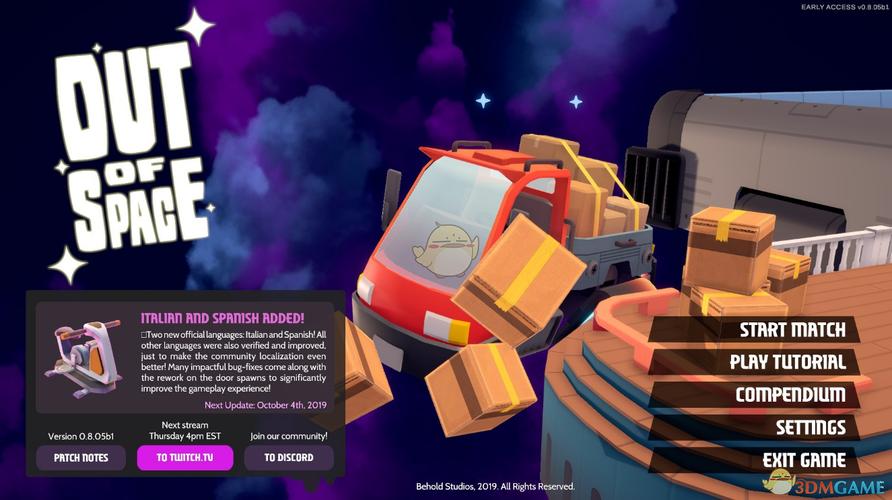 EARLY ACCESS v0.8.05b1
OUT
OF
SPACE
ITALIAN AND SPANISH ADDED!
□Two new official languages: Italian and Spanish! All
other languages were also verified and improved,
just to make the community localization even
better! Many impactful bug-fixes come along with
the rework on the door spawns to significantly
improve the gameplay experience!
Next Update: October 4th, 2019
Version 0.8.05b1
PATCH NOTES
Next stream
Thursday 4pm EST
TO TWITCH.TV
Join our community!
TO DISCORD
START MATCH
PLAY TUTORIAL
COMPENDIUM
SETTINGS
EXIT GAME
Behold Studios, 2019. All Rights Reserved.
3DMGAME